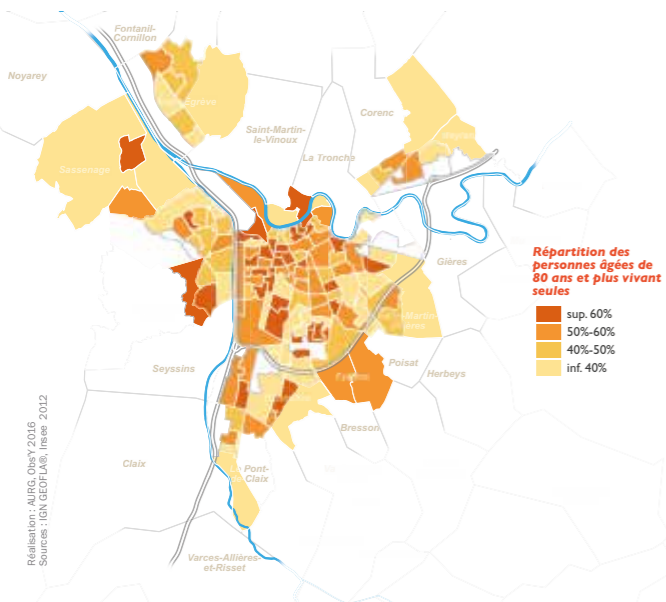 Fontanil-
Cornillon
Noyarey
Corenc
Saint-Martin-
le-Vinoux
La Tronche
Sassenage
Gières
Répartition des
personnes âgées de
80 ans et plus vivant
seules
sup. 60%
50%-60%
40%-50%
inf. 40%
Poisat
Herbeys
Seyssins
Bresson
Claix
Le Pont-
Claix
Varces-Allières-
et-Risset
Réalisation : AURG, Obs'Y 2016
Sources : IGN GEOFLA®, Insee 2012